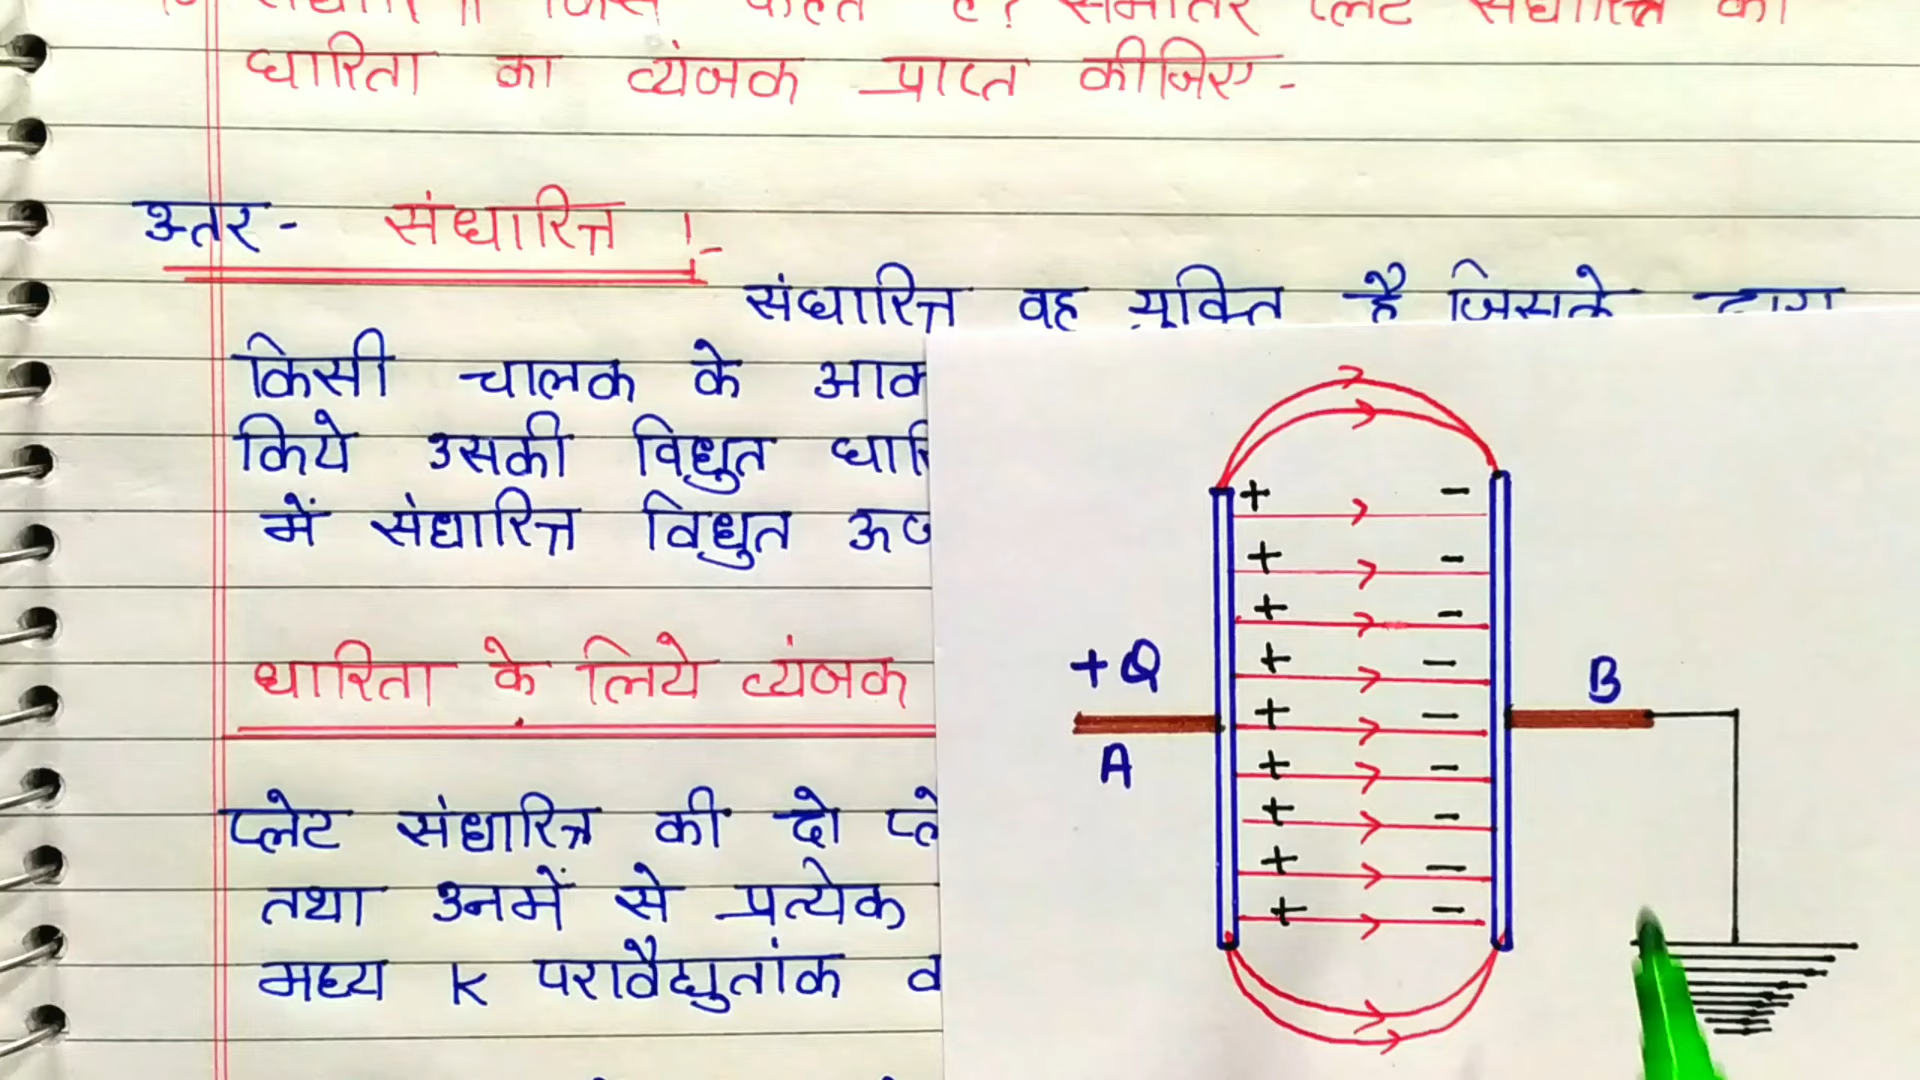 धारिता का व्यंजक प्राप्त कीजिए-
उत्तर- संधारित्र :-
संधारित्र वह युक्ति है जिसके
किसी चालक के
किये उसकी विधुत
में संधारित्र विधुत
धारिता के लिये व्यंजक
प्लेट संधारित्र की दो
तथा उनमें से प्रत्येक
मध्य K परावैद्युतांक
+ -
+ -
+ -
+Q + - B
+ -
A + -
+ -
+ -
+ -